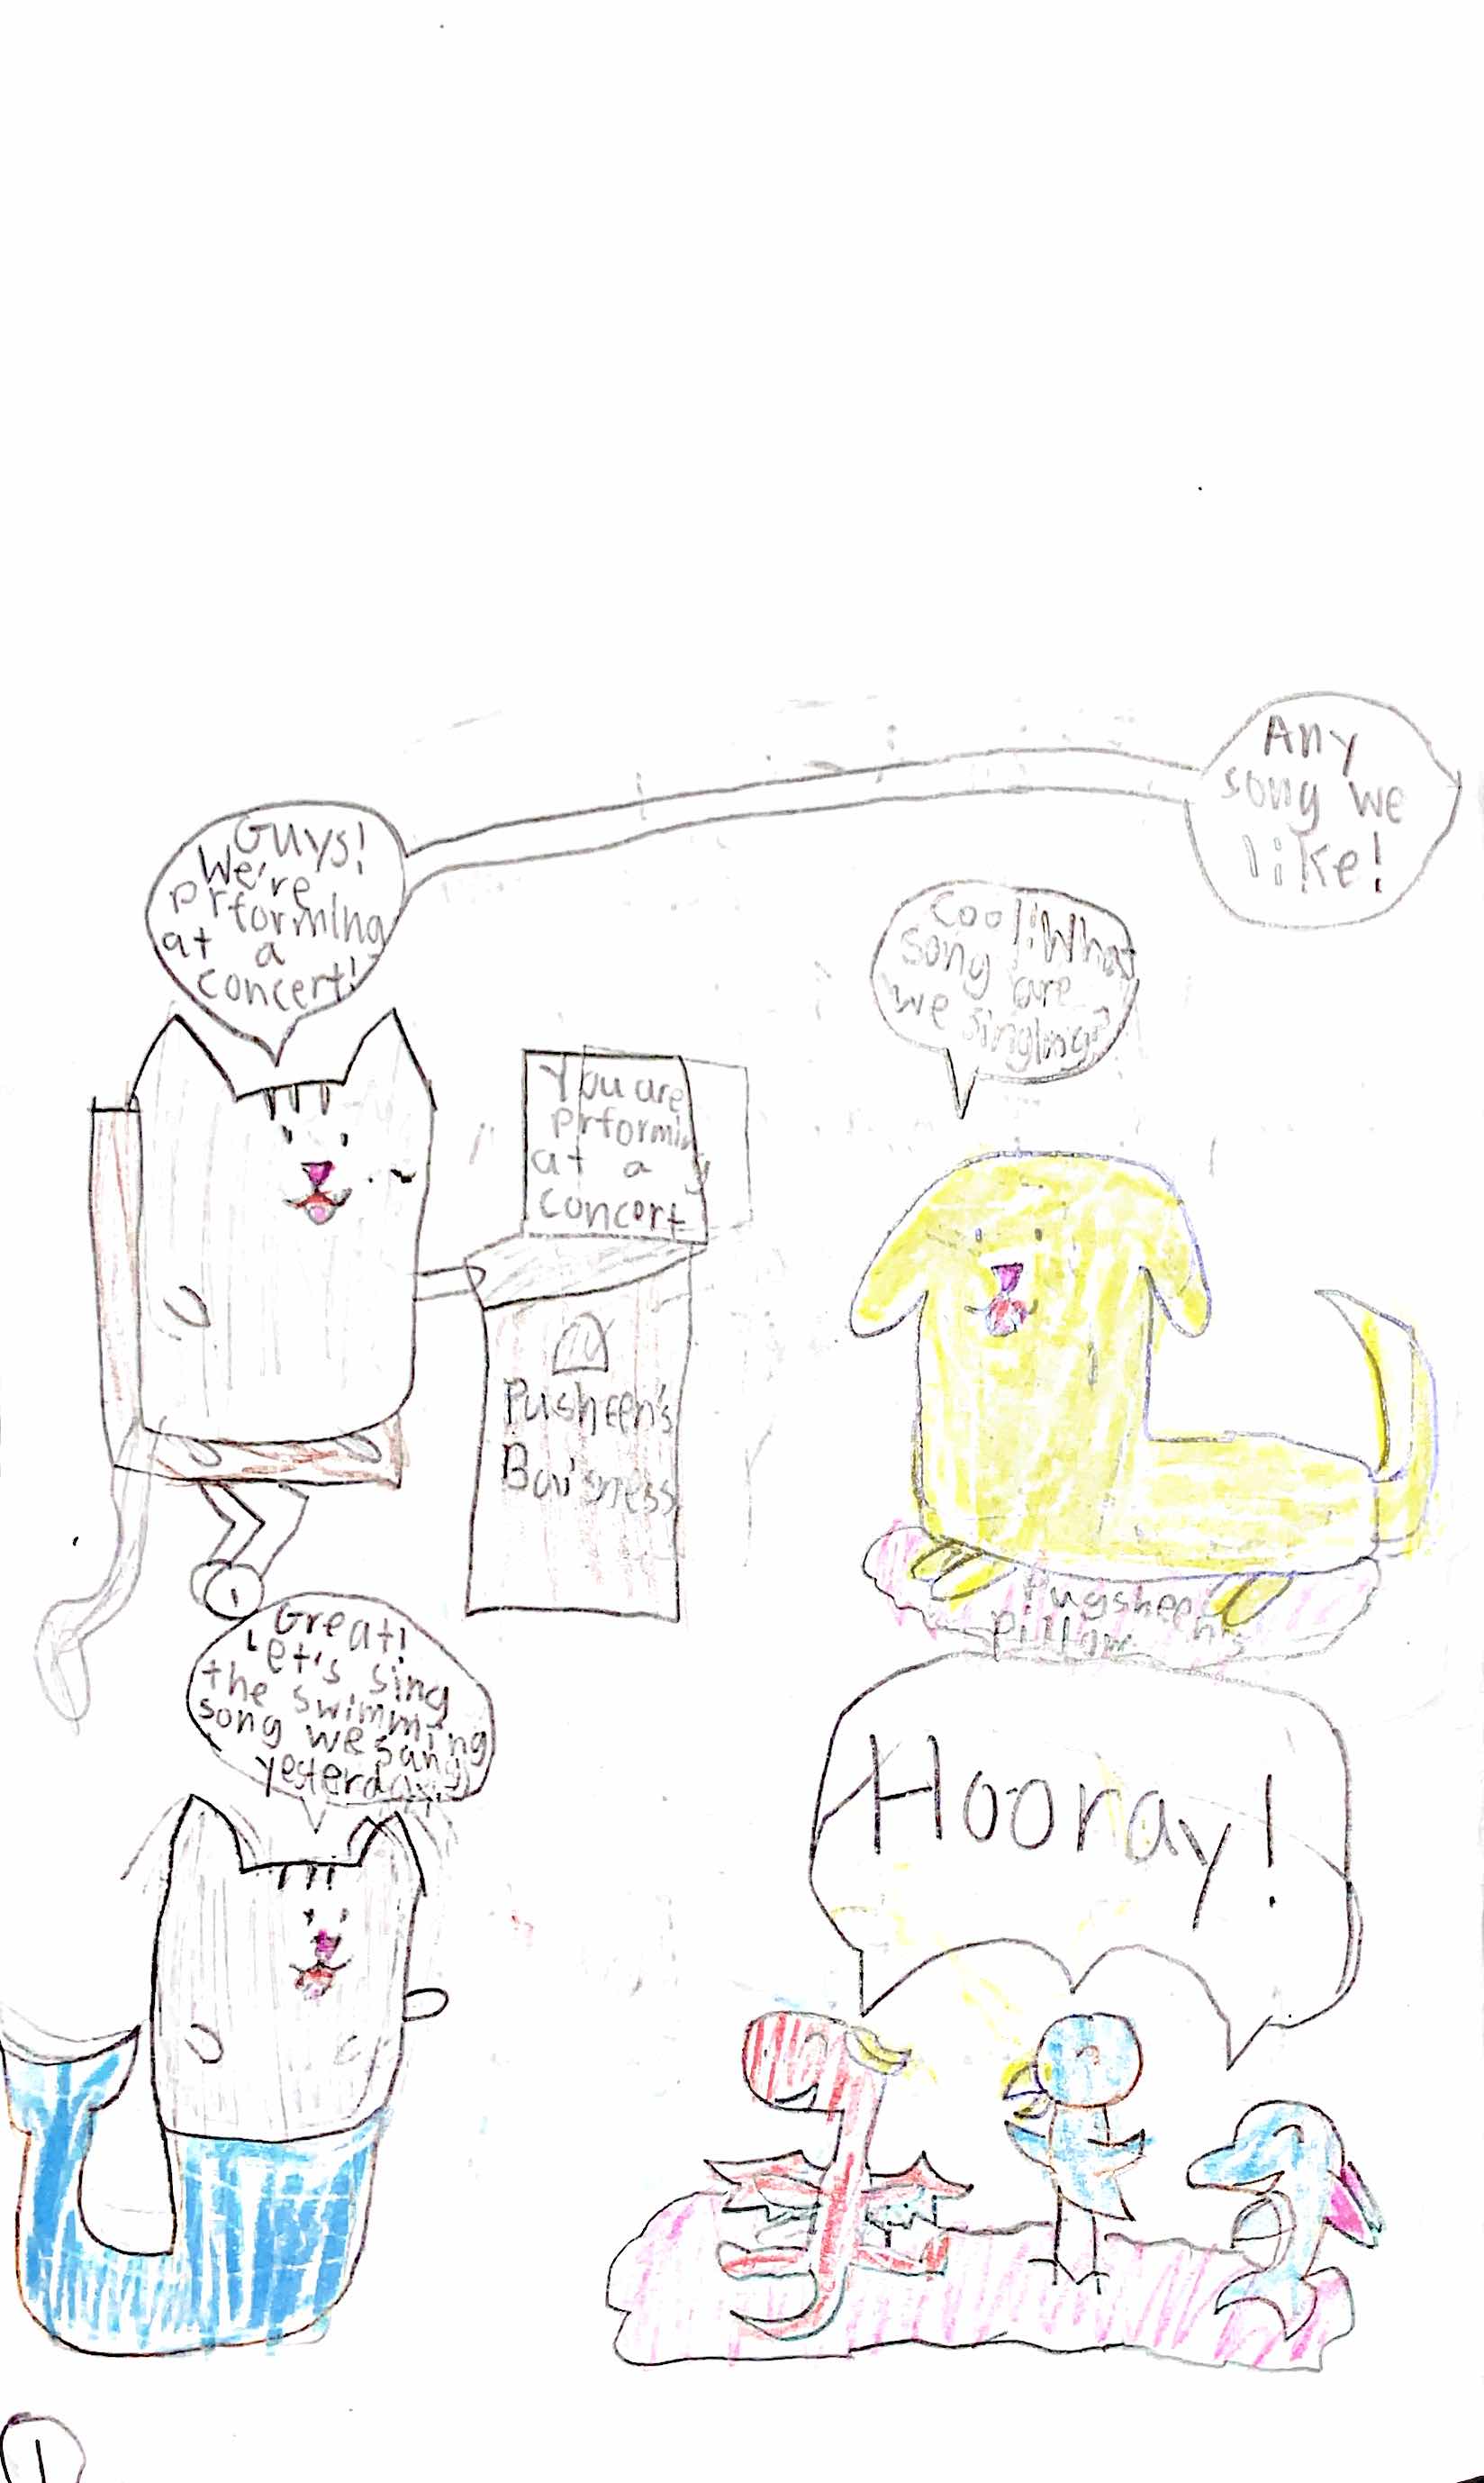 Guys!
We're
prforming
at a
concert!
Any
song we
like!
Cool! What
song are
we singing?
You are
prforming
at a
concert
Pusheen's
Buisness
Pugsheen's
Pillow
Great!
Let's sing
the swimming
song we sang
yesterday!
Hooray!
1